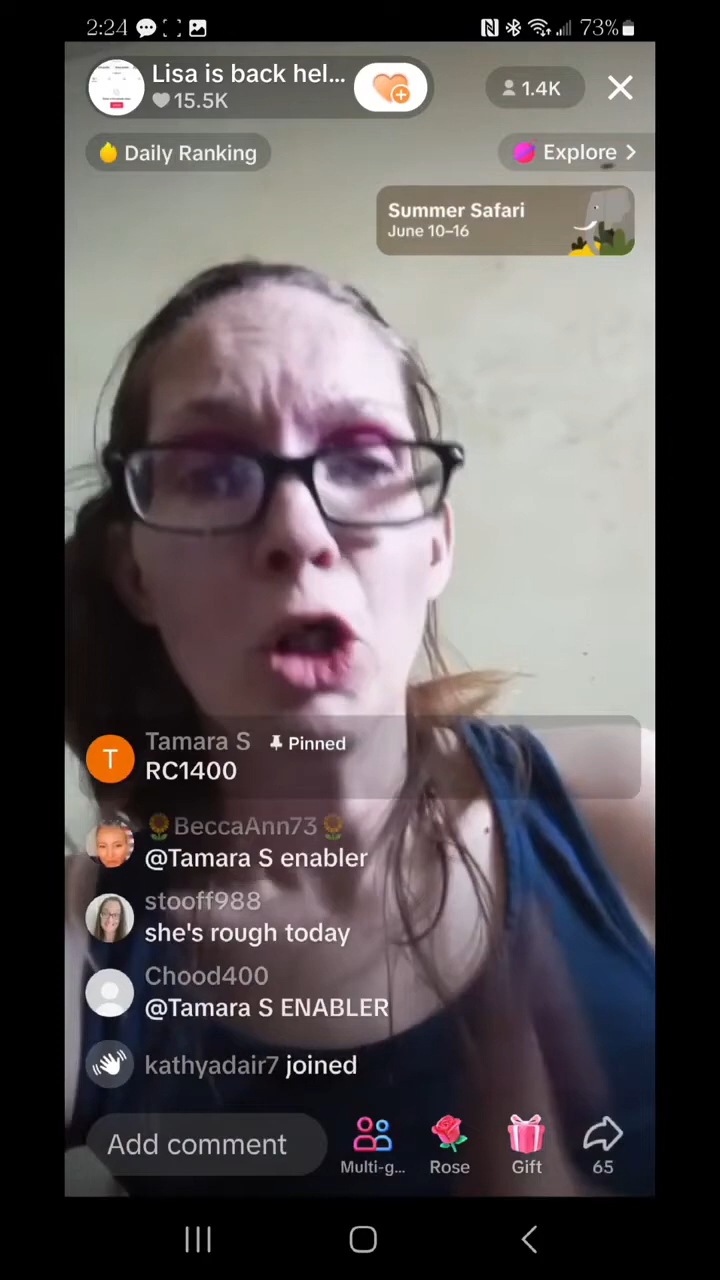 2:24
73%
Lisa is back hel...
15.5K
1.4K
Daily Ranking
Explore >
Summer Safari
June 10–16
T
Tamara S Pinned
RC1400
🌻BeccaAnn73🌻
@Tamara S enabler
stooff988
she's rough today
Chood400
@Tamara S ENABLER
kathyadair7 joined
Add comment
Multi-g...
Rose
Gift
65